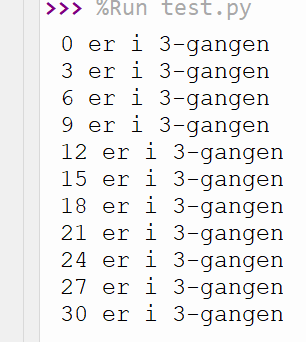 >>> %Run test.py
0 er i 3-gangen
3 er i 3-gangen
6 er i 3-gangen
9 er i 3-gangen
12 er i 3-gangen
15 er i 3-gangen
18 er i 3-gangen
21 er i 3-gangen
24 er i 3-gangen
27 er i 3-gangen
30 er i 3-gangen